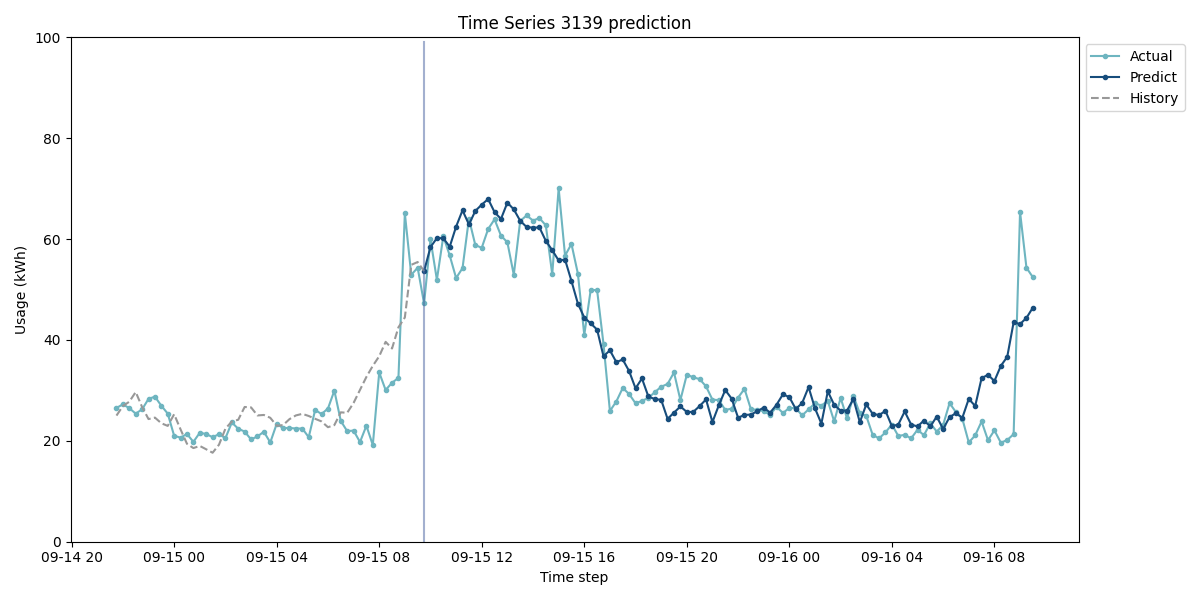 Time Series 3139 prediction
Usage (kWh)
100
80
60
40
20
0
09-14 20
09-15 00
09-15 04
09-15 08
09-15 12
09-15 16
09-15 20
09-16 00
09-16 04
09-16 08
Time step
Actual
Predict
History